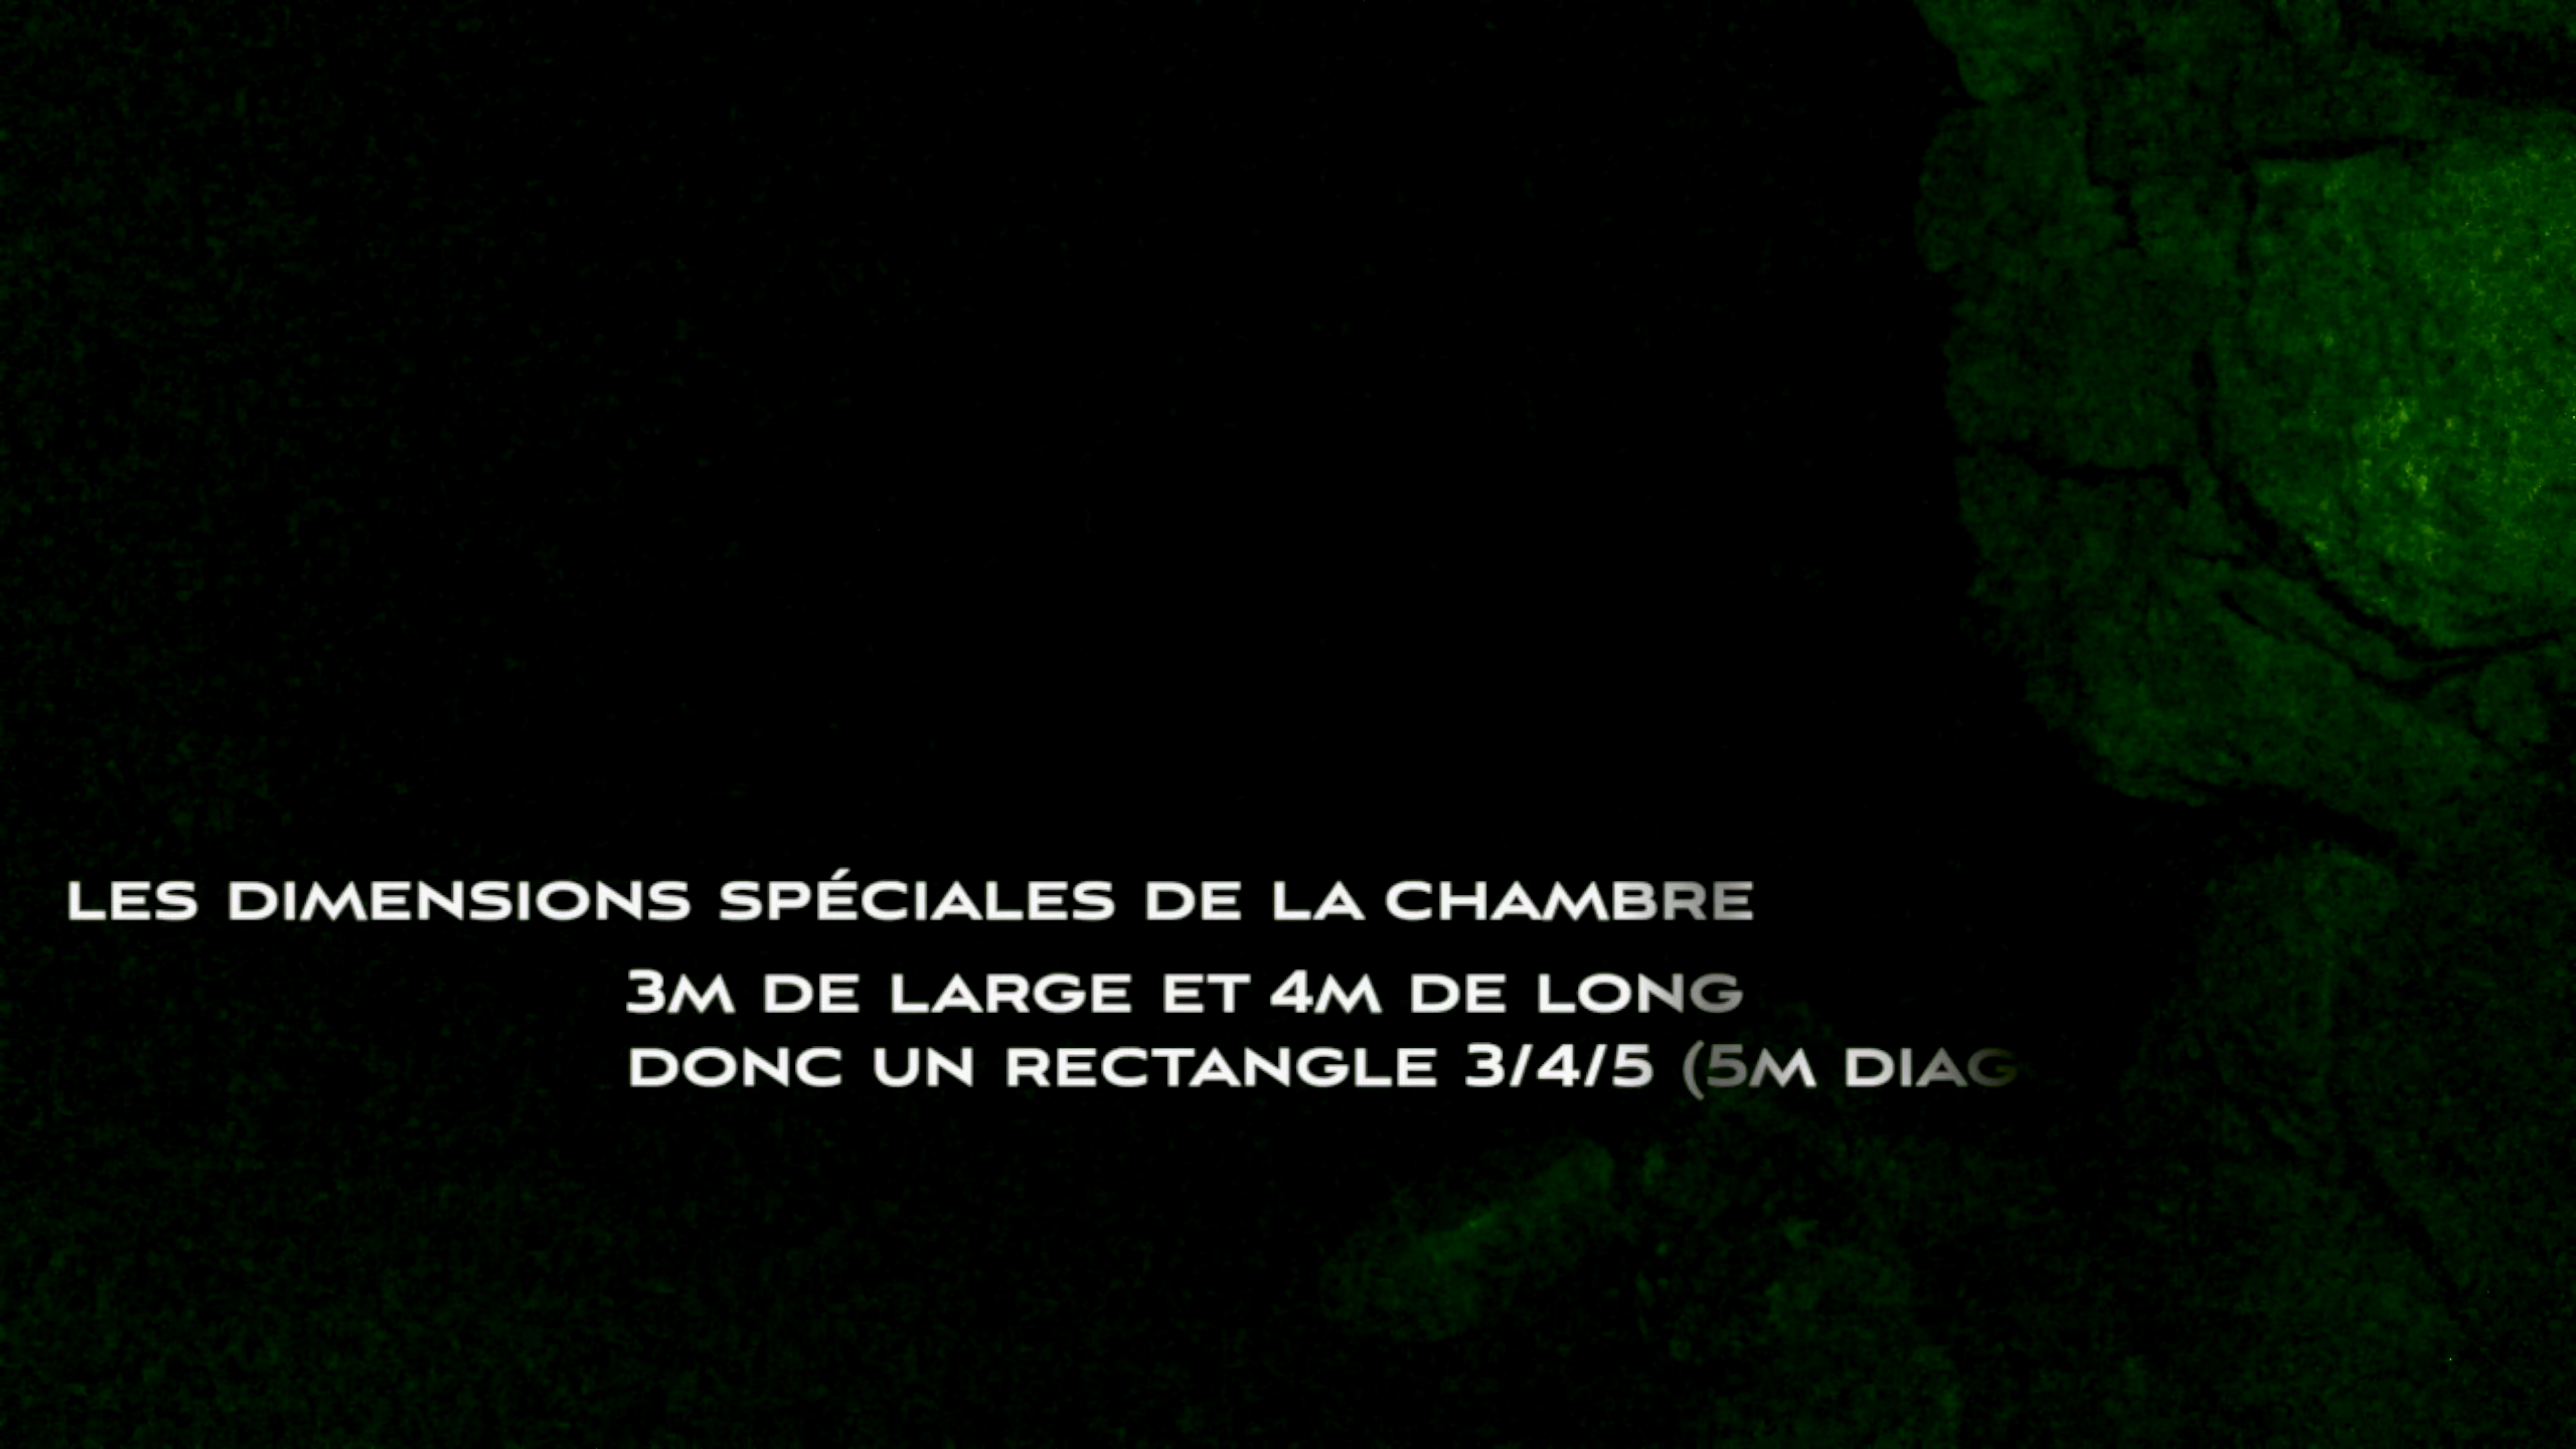 LES DIMENSIONS SPÉCIALES DE LA CHAMBRE
3M DE LARGE ET 4M DE LONG
DONC UN RECTANGLE 3/4/5 (5M DIAG